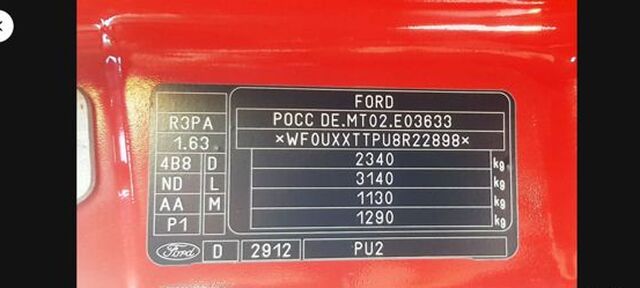 FORD
R3PA POCC DE.MT02.E03633
1.63 ×WF0UXXTTPU8R22898×
4B8 D 2340 kg
ND L 3140 kg
AA M 1130 kg
P1 1290 kg
Ford D 2912 PU2